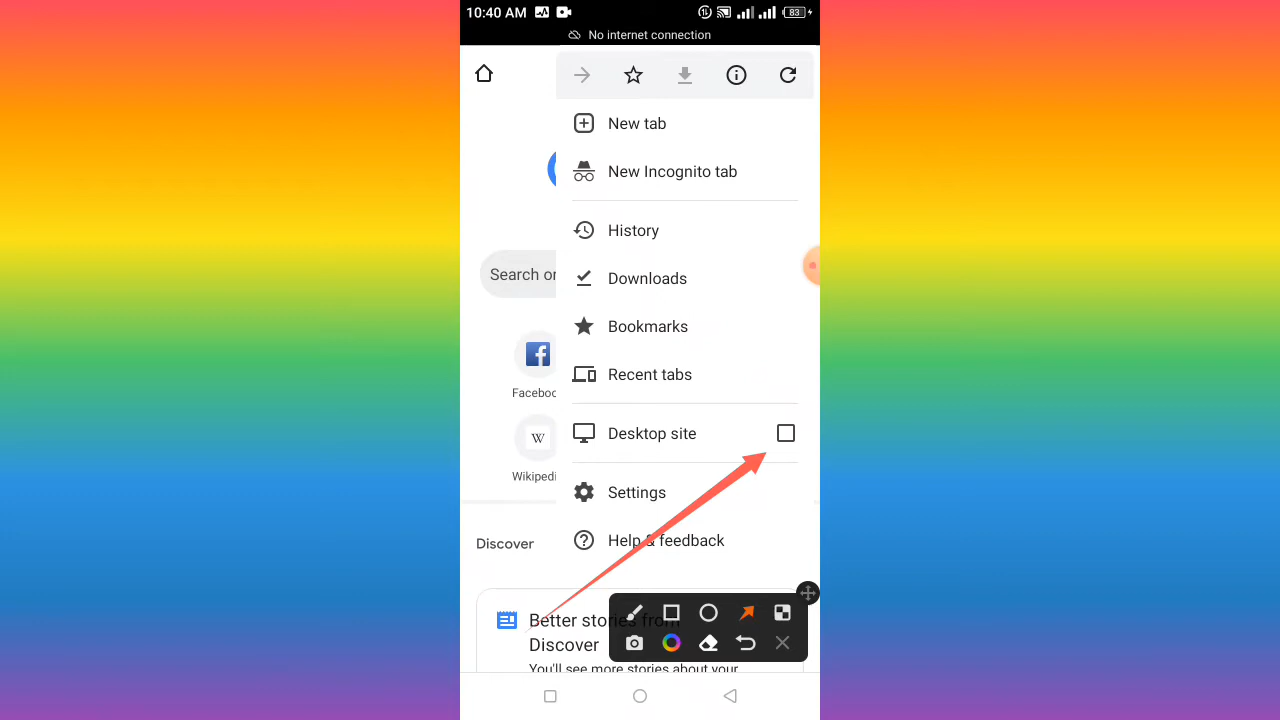 10:40 AM
83
No internet connection
New tab
New Incognito tab
History
Search or
Downloads
Bookmarks
Recent tabs
Faceboo
Desktop site
W
Wikipedi
Settings
Help & feedback
Discover
Better stories from
Discover
You'll see more stories about your